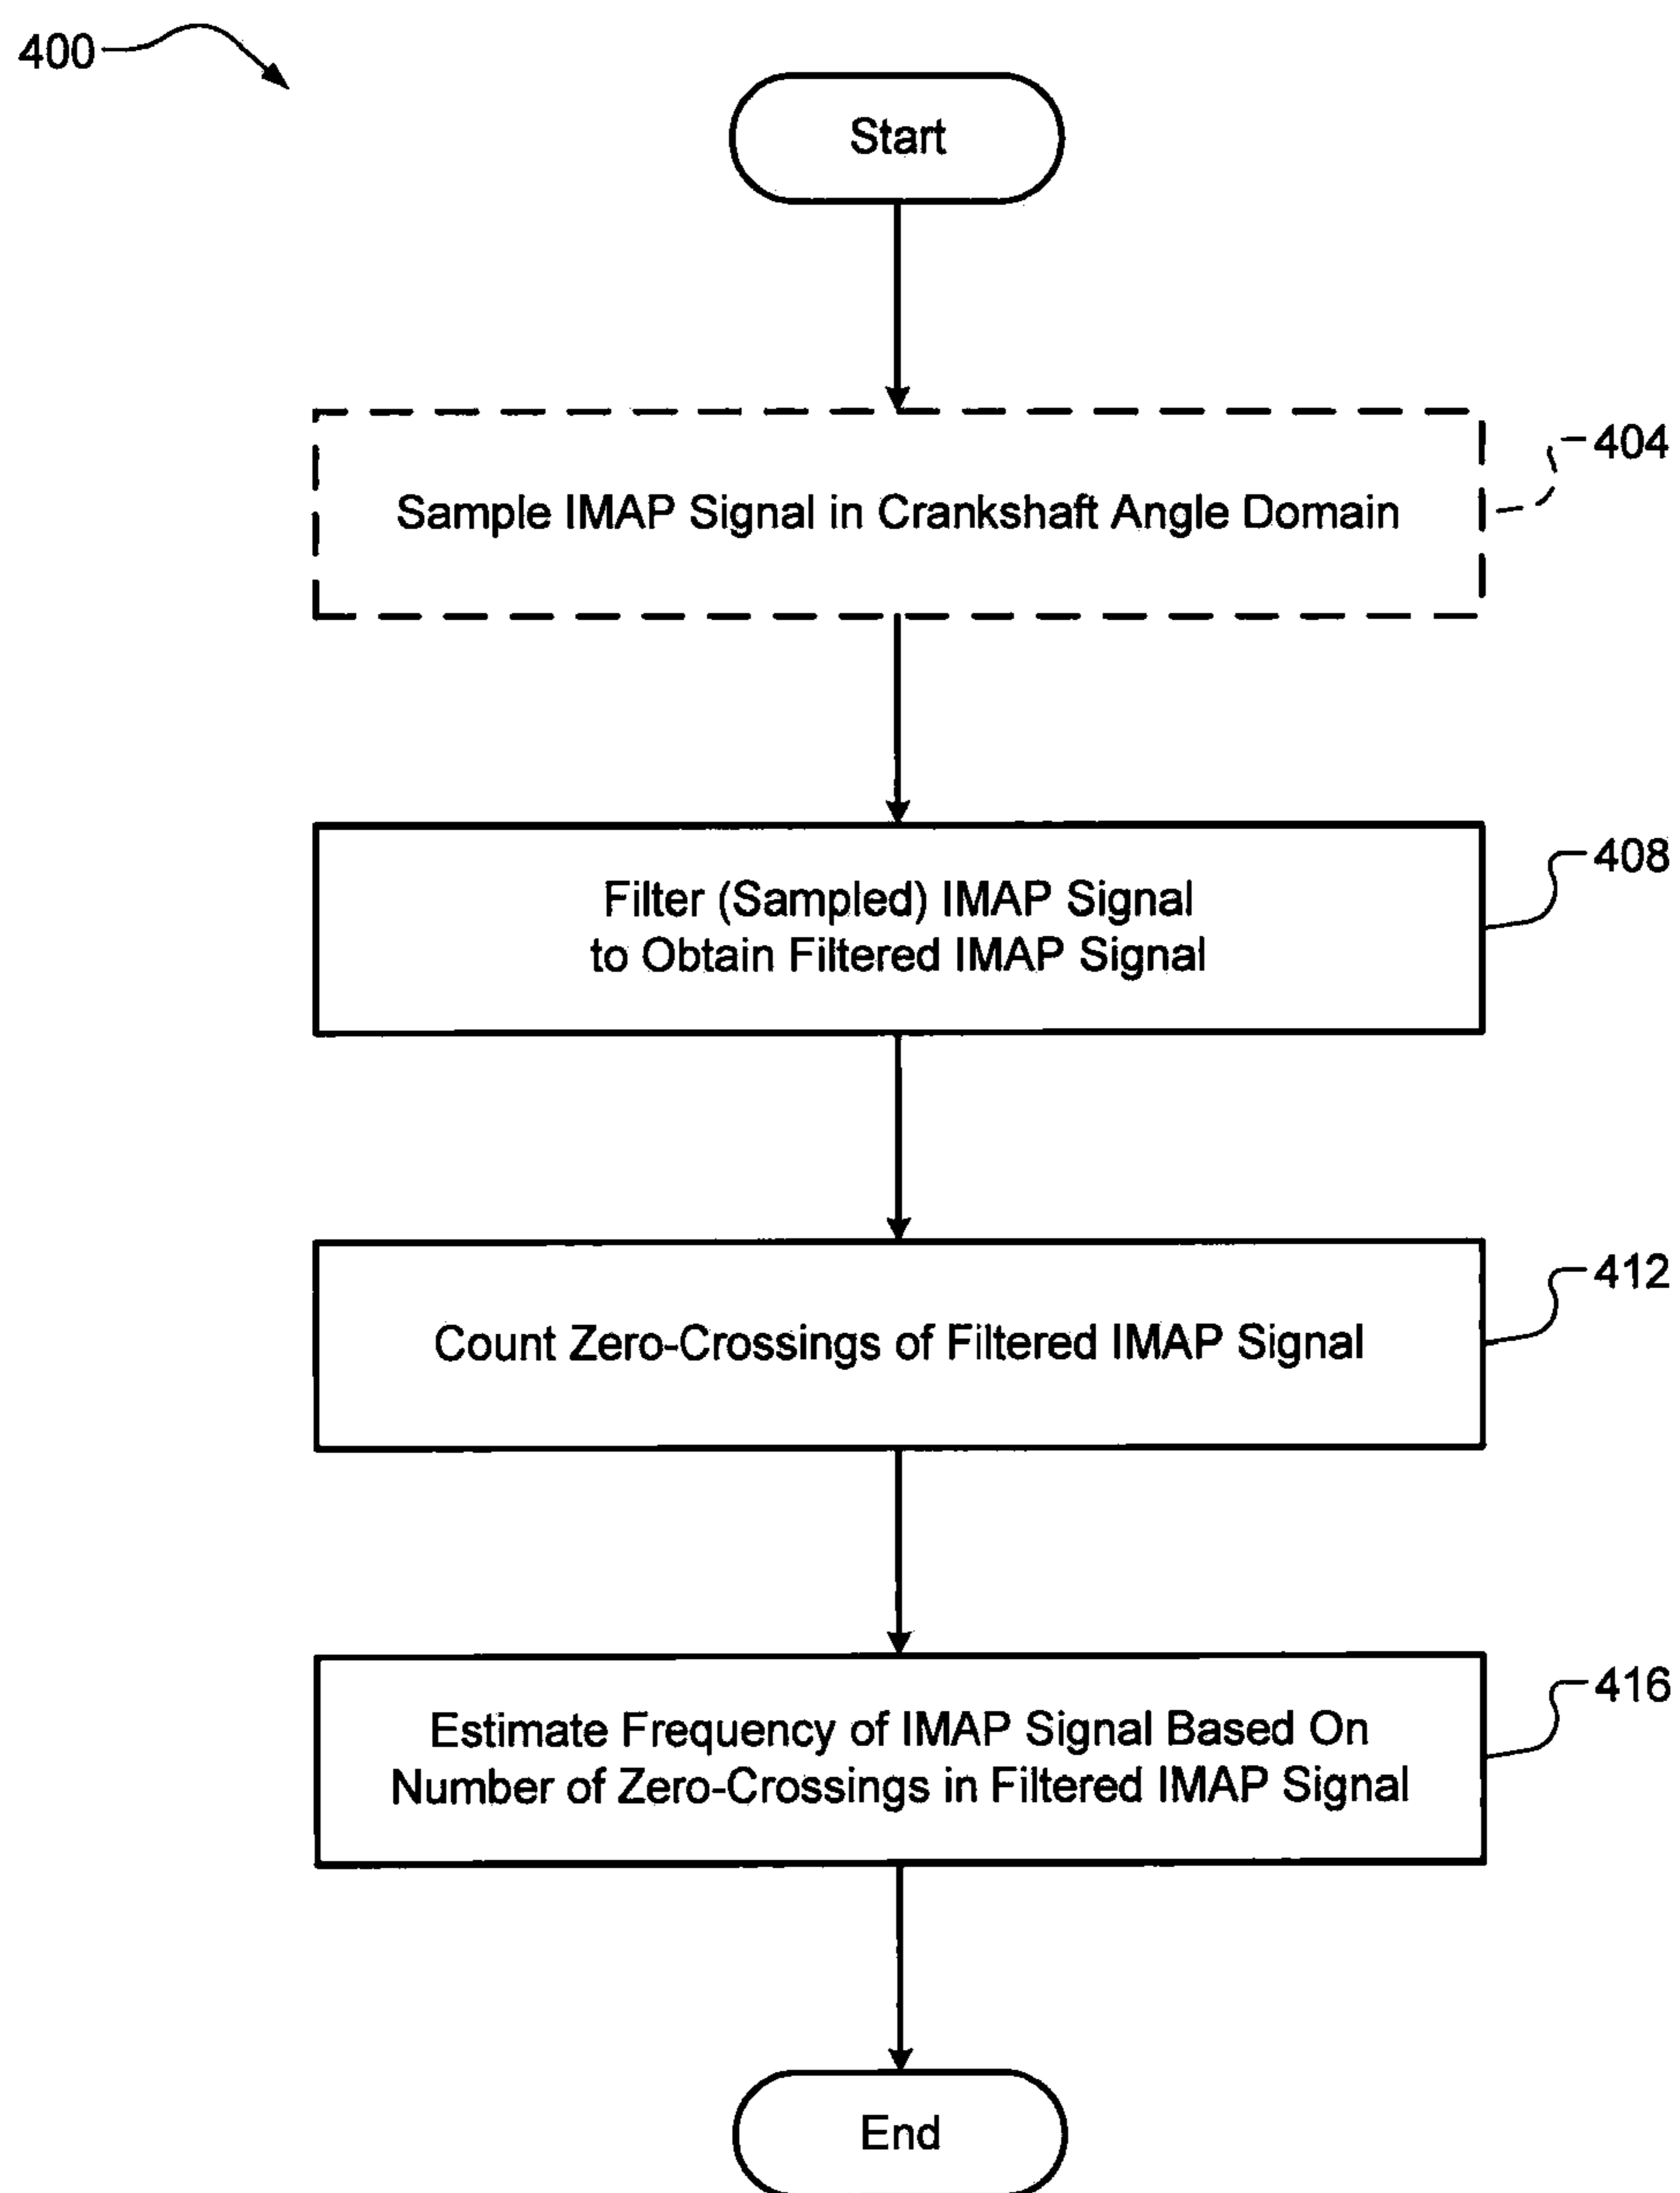 400
Start
Sample IMAP Signal in Crankshaft Angle Domain
404
Filter (Sampled) IMAP Signal
to Obtain Filtered IMAP Signal
408
Count Zero-Crossings of Filtered IMAP Signal
412
Estimate Frequency of IMAP Signal Based On
Number of Zero-Crossings in Filtered IMAP Signal
416
End